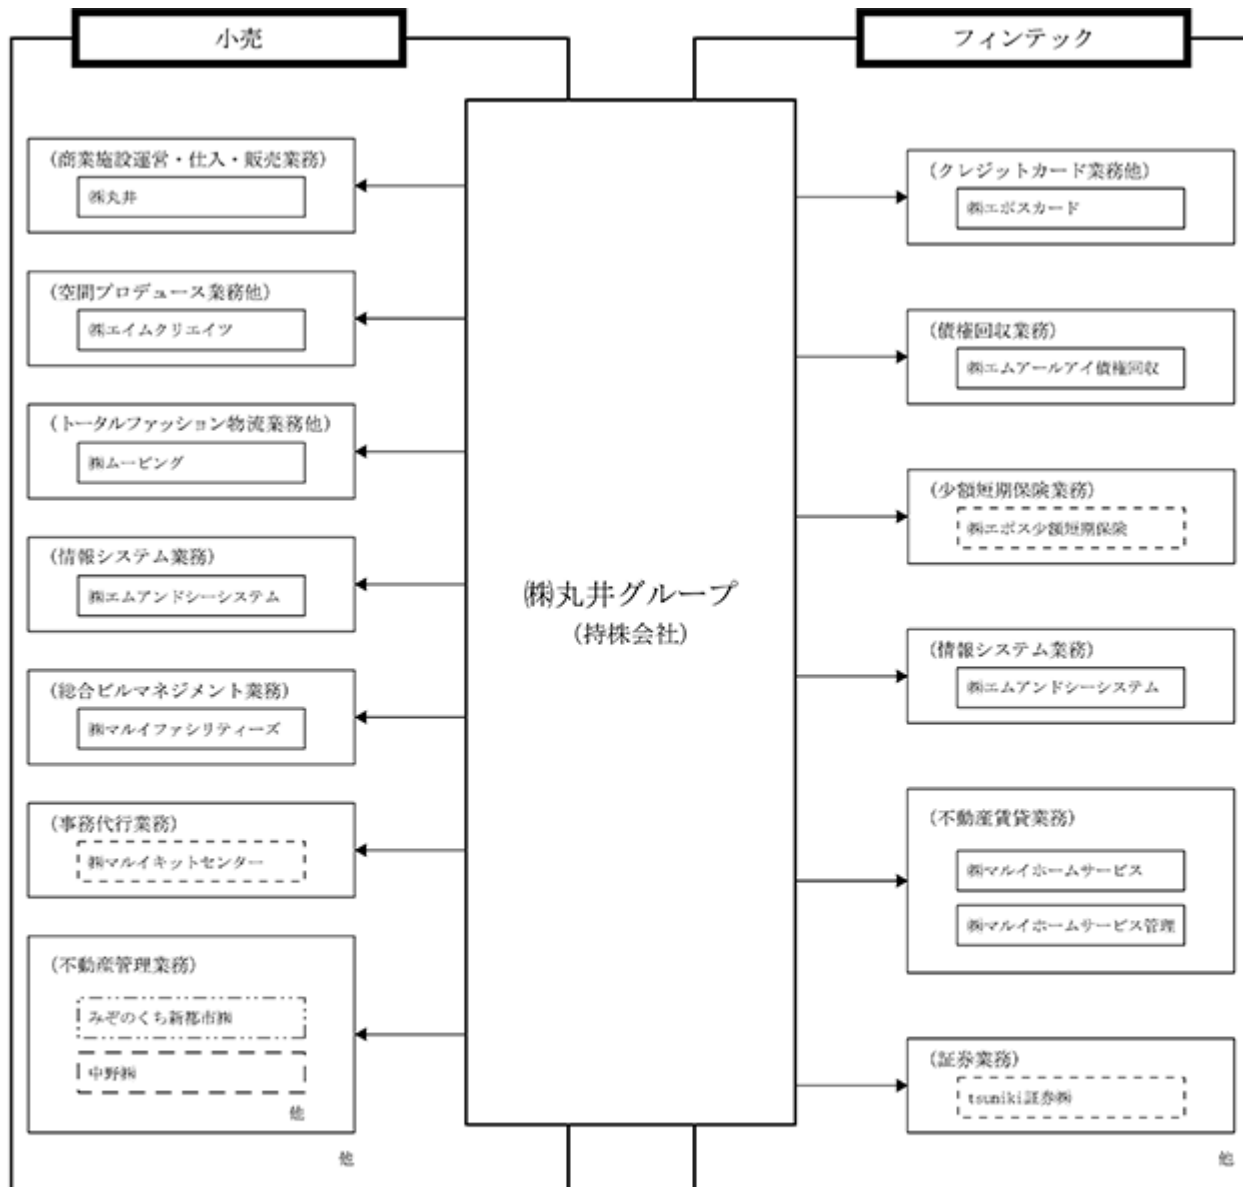 小売
(商業施設運営・仕入・販売業務)
㈱丸井
(空間プロデュース業務他)
㈱エイムクリエイツ
(トータルファッション物流業務他)
㈱ムービング
(情報システム業務)
㈱エムアンドシーシステム
(総合ビルマネジメント業務)
㈱マルイファシリティーズ
(事務代行業務)
㈱マルイキットセンター
(不動産管理業務)
みぞのくち新都市㈱
中野㈱
他
他
㈱丸井グループ
(持株会社)
フィンテック
(クレジットカード業務他)
㈱エポスカード
(債権回収業務)
㈱エムアールアイ債権回収
(少額短期保険業務)
㈱エポス少額短期保険
(情報システム業務)
㈱エムアンドシーシステム
(不動産賃貸業務)
㈱マルイホームサービス
㈱マルイホームサービス管理
(証券業務)
tsumiki証券㈱
他